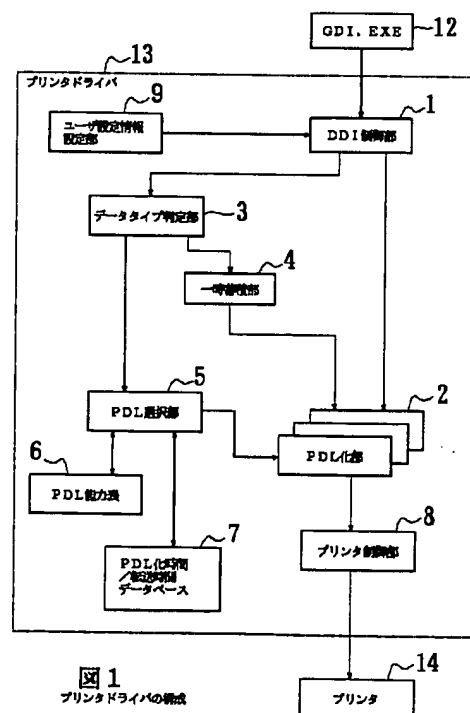 GDI.EXE
12
13
プリンタドライバ
9
ユーザ設定情報
設定部
1
DDI制御部
データタイプ判定部
3
4
一時蓄積部
5
PDL選択部
2
PDL化部
6
PDL能力表
7
PDL化時間
/転送時間
データベース
8
プリンタ制御部
図1
プリンタドライバの構成
14
プリンタ